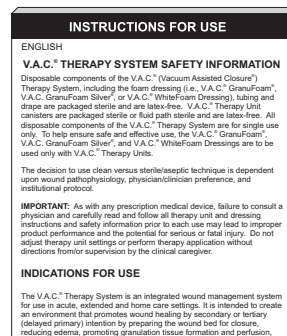 INSTRUCTIONS FOR USE
ENGLISH
V.A.C.® THERAPY SYSTEM SAFETY INFORMATION
Disposable components of the V.A.C.® (Vacuum Assisted Closure®)
Therapy System, including the foam dressing (i.e., V.A.C. GranuFoam®,
V.A.C. GranuFoam Silver®, or V.A.C.® WhiteFoam Dressing), tubing and
drape are packaged sterile and are latex-free. V.A.C.® Therapy Unit
canisters are packaged sterile or fluid path sterile and are latex-free. All
disposable components of the V.A.C.® Therapy System are for single use
only. To help ensure safe and effective use, the V.A.C.® GranuFoam®,
V.A.C. GranuFoam Silver®, and V.A.C.® WhiteFoam Dressings are to be
used only with V.A.C.® Therapy Units.
The decision to use clean versus sterile/aseptic technique is dependent
upon wound pathophysiology, physician/clinician preference, and
institutional protocol.
IMPORTANT: As with any prescription medical device, failure to consult a
physician and carefully read and follow all therapy unit and dressing
instructions and safety information prior to each use may lead to improper
product performance and the potential for serious or fatal injury. Do not
adjust therapy unit settings or perform therapy application without
directions from/or supervision by the clinical caregiver.
INDICATIONS FOR USE
The V.A.C.® Therapy System is an integrated wound management system
for use in acute, extended and home care settings. It is intended to create
an environment that promotes wound healing by secondary or tertiary
(delayed primary) intention by preparing the wound bed for closure,
reducing edema, promoting granulation tissue formation and perfusion,